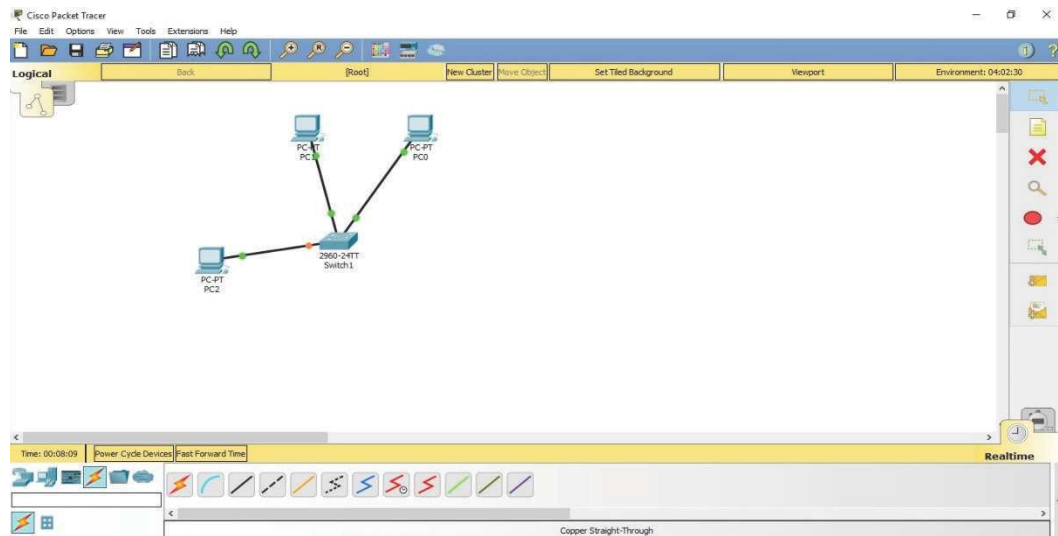 Cisco Packet Tracer
File Edit Options View Tools Extensions Help
Logical Back [Root] New Cluster Move Object Set Tiled Background Viewport Environment: 04:02:30
PC-PT
PC1
PC-PT
PC0
2960-24TT
Switch1
PC-PT
PC2
Time: 00:08:09 Power Cycle Devices Fast Forward Time Realtime
Copper Straight-Through